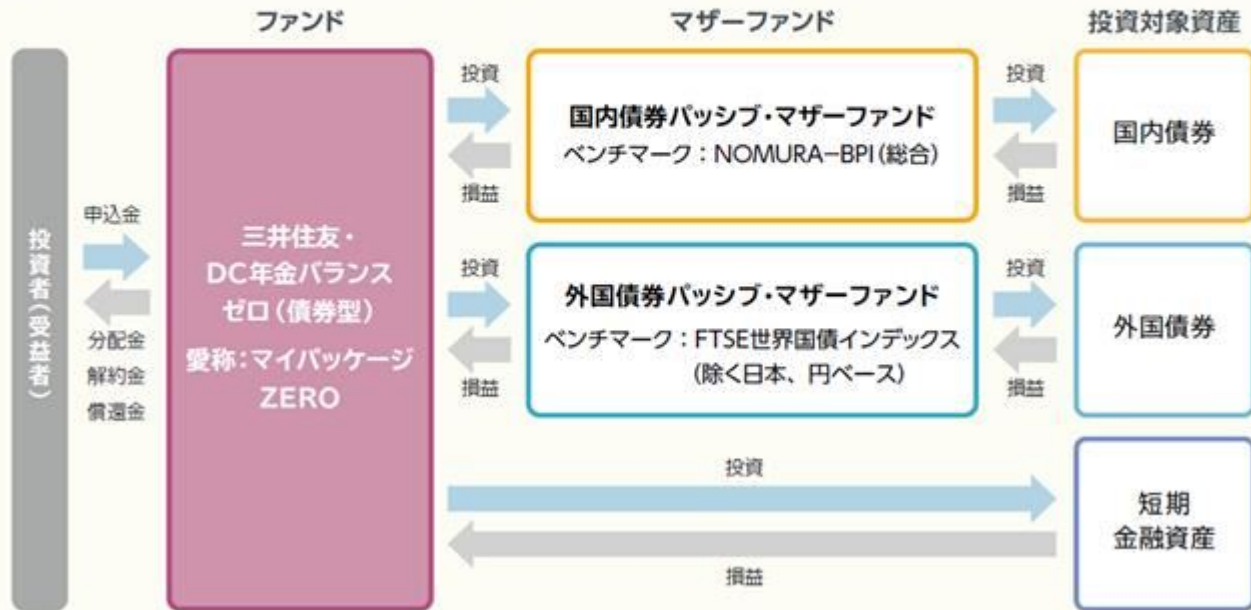 ファンド
マザーファンド
投資対象資産
投資者(受益者)
申込金
分配金
解約金
償還金
三井住友・
DC年金バランス
ゼロ(債券型)
愛称:マイパッケージ
ZERO
投資
損益
国内債券パッシブ・マザーファンド
ベンチマーク:NOMURA−BPI(総合)
投資
損益
国内債券
投資
損益
外国債券パッシブ・マザーファンド
ベンチマーク:FTSE世界国債インデックス
(除く日本、円ベース)
投資
損益
外国債券
投資
損益
短期
金融資産